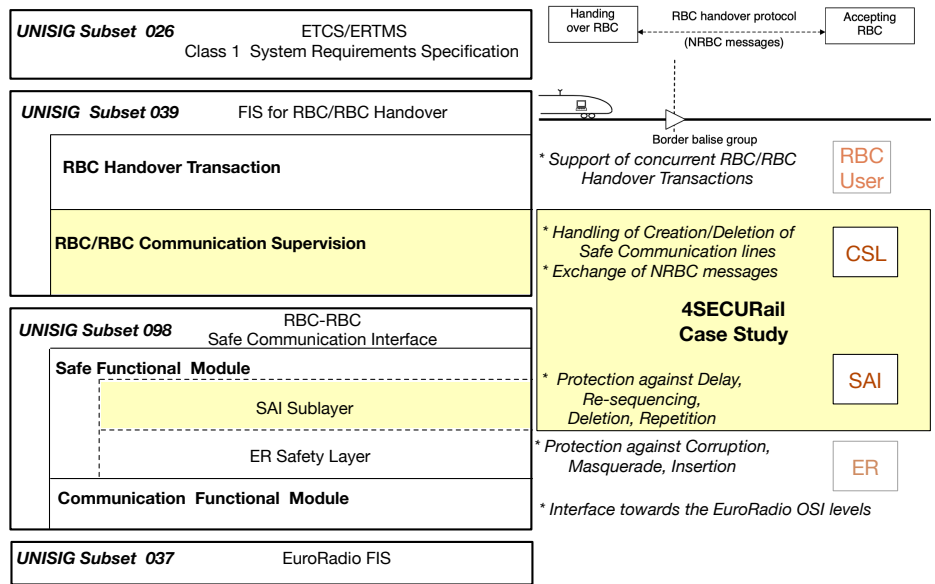 UNISIG Subset 026
ETCS/ERTMS
Class 1 System Requirements Specification
Handing
over RBC
RBC handover protocol
(NRBC messages)
Accepting
RBC
Border balise group
UNISIG Subset 039
FIS for RBC/RBC Handover
RBC Handover Transaction
* Support of concurrent RBC/RBC
Handover Transactions
RBC
User
RBC/RBC Communication Supervision
* Handling of Creation/Deletion of
Safe Communication lines
* Exchange of NRBC messages
CSL
4SECURail
Case Study
UNISIG Subset 098
RBC-RBC
Safe Communication Interface
Safe Functional Module
SAI Sublayer
* Protection against Delay,
Re-sequencing,
Deletion, Repetition
SAI
ER Safety Layer
* Protection against Corruption,
Masquerade, Insertion
ER
Communication Functional Module
* Interface towards the EuroRadio OSI levels
UNISIG Subset 037
EuroRadio FIS